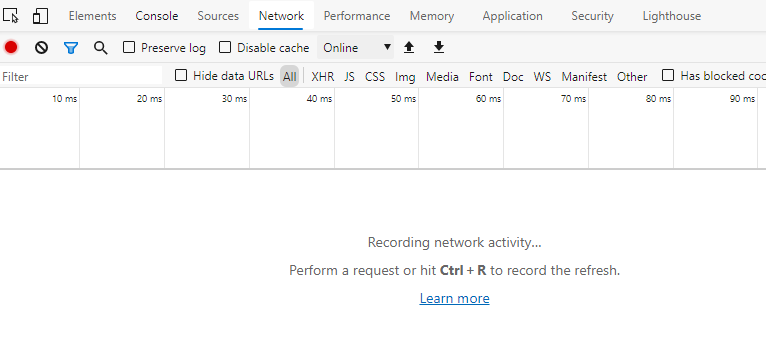 Elements Console Sources Network Performance Memory Application Security Lighthouse
Preserve log Disable cache Online
Filter Hide data URLs All XHR JS CSS Img Media Font Doc WS Manifest Other Has blocked coo
10 ms 20 ms 30 ms 40 ms 50 ms 60 ms 70 ms 80 ms 90 ms
Recording network activity...
Perform a request or hit Ctrl + R to record the refresh.
Learn more